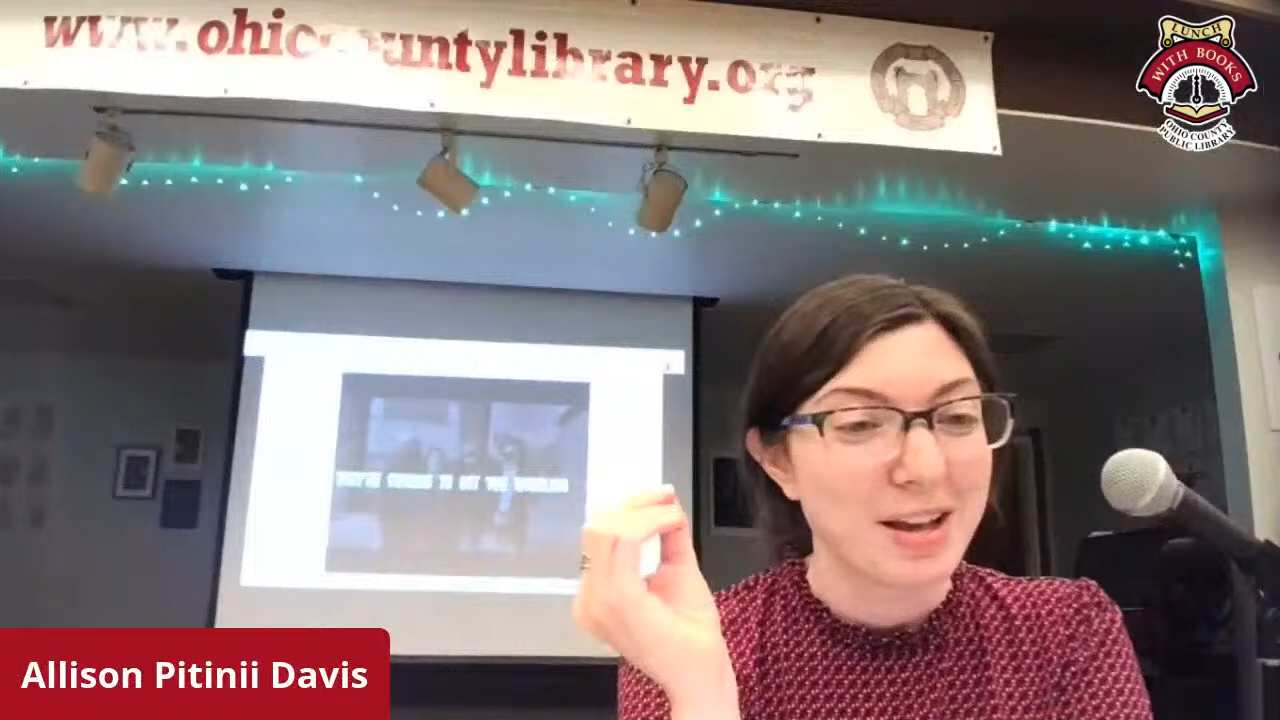 www.ohiocountylibrary.org
LUNCH
WITH BOOKS
OHIO COUNTY
PUBLIC LIBRARY
Allison Pitinii Davis